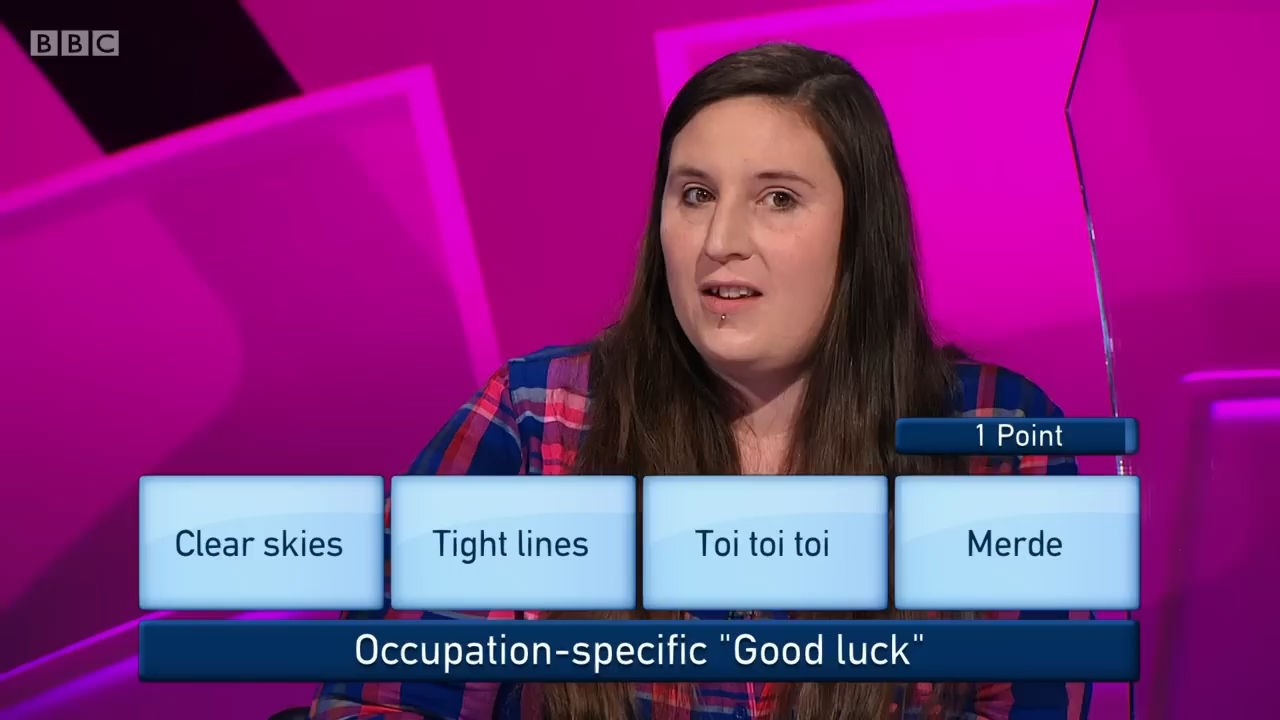 BBC
1 Point
Clear skies
Tight lines
Toi toi toi
Merde
Occupation-specific "Good luck"